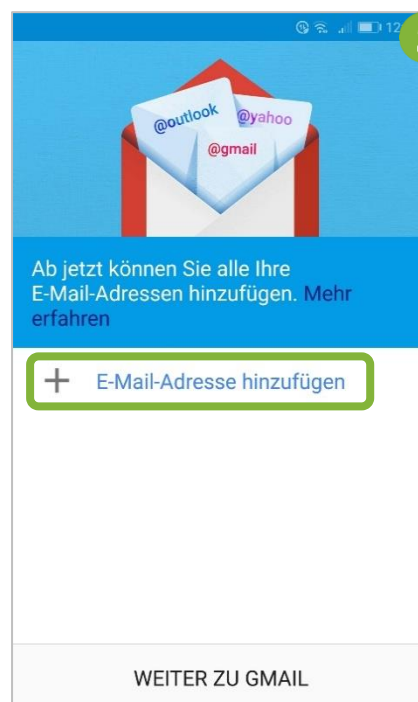 12
@outlook
@yahoo
@gmail
Ab jetzt können Sie alle Ihre
E-Mail-Adressen hinzufügen. Mehr
erfahren
+ E-Mail-Adresse hinzufügen
WEITER ZU GMAIL